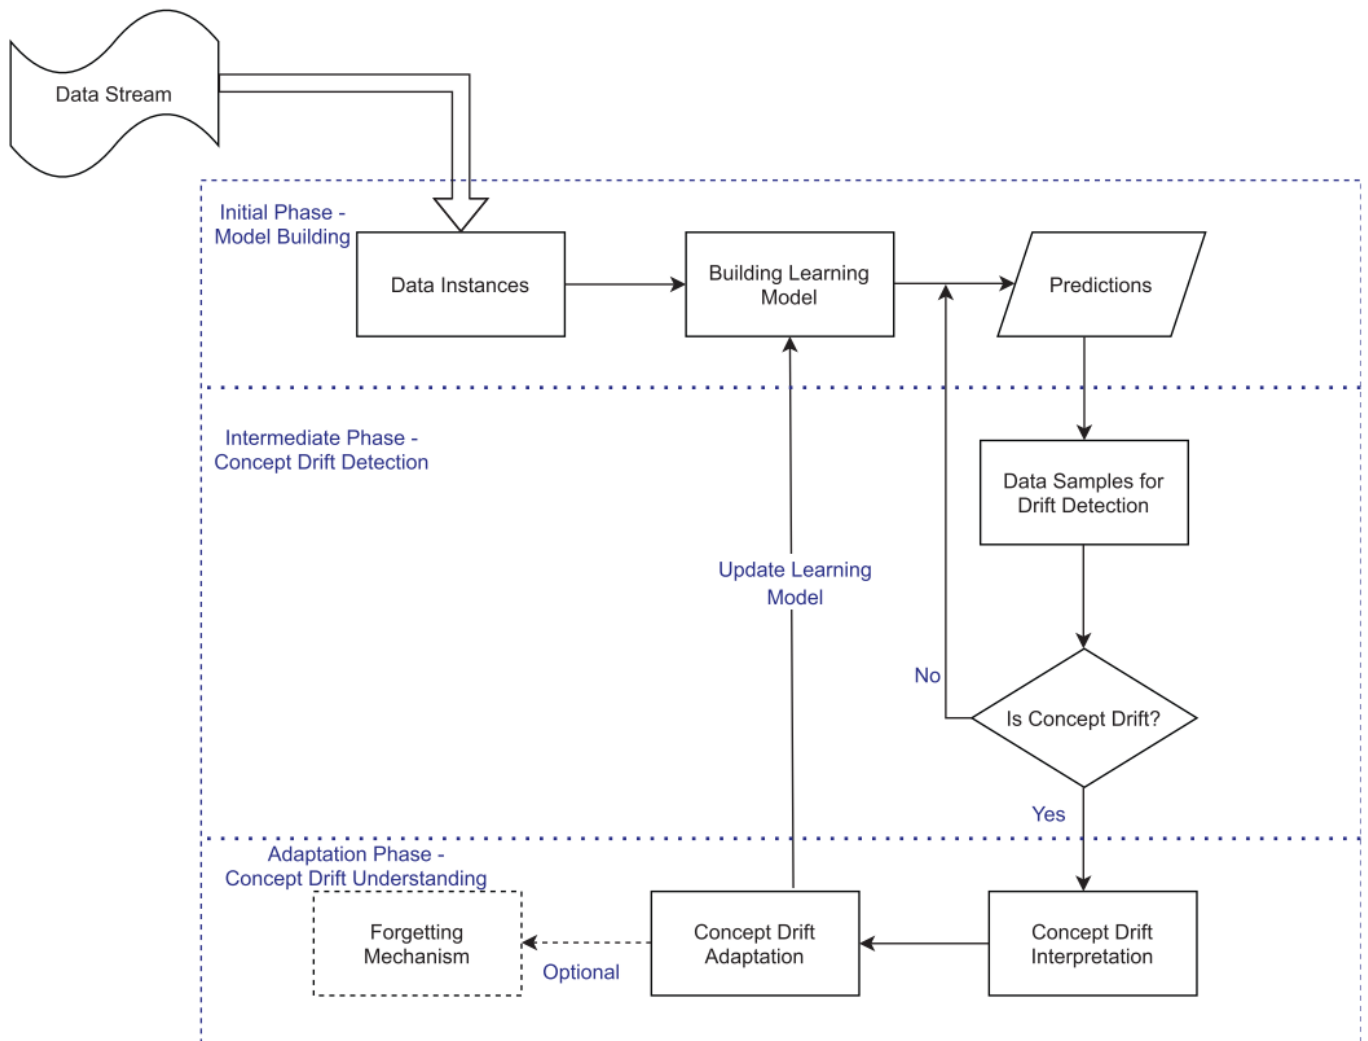 Data Stream
Initial Phase -
Model Building
Data Instances
Building Learning
Model
Predictions
Intermediate Phase -
Concept Drift Detection
Data Samples for
Drift Detection
Update Learning
Model
No
Is Concept Drift?
Yes
Adaptation Phase -
Concept Drift Understanding
Forgetting
Mechanism
Optional
Concept Drift
Adaptation
Concept Drift
Interpretation